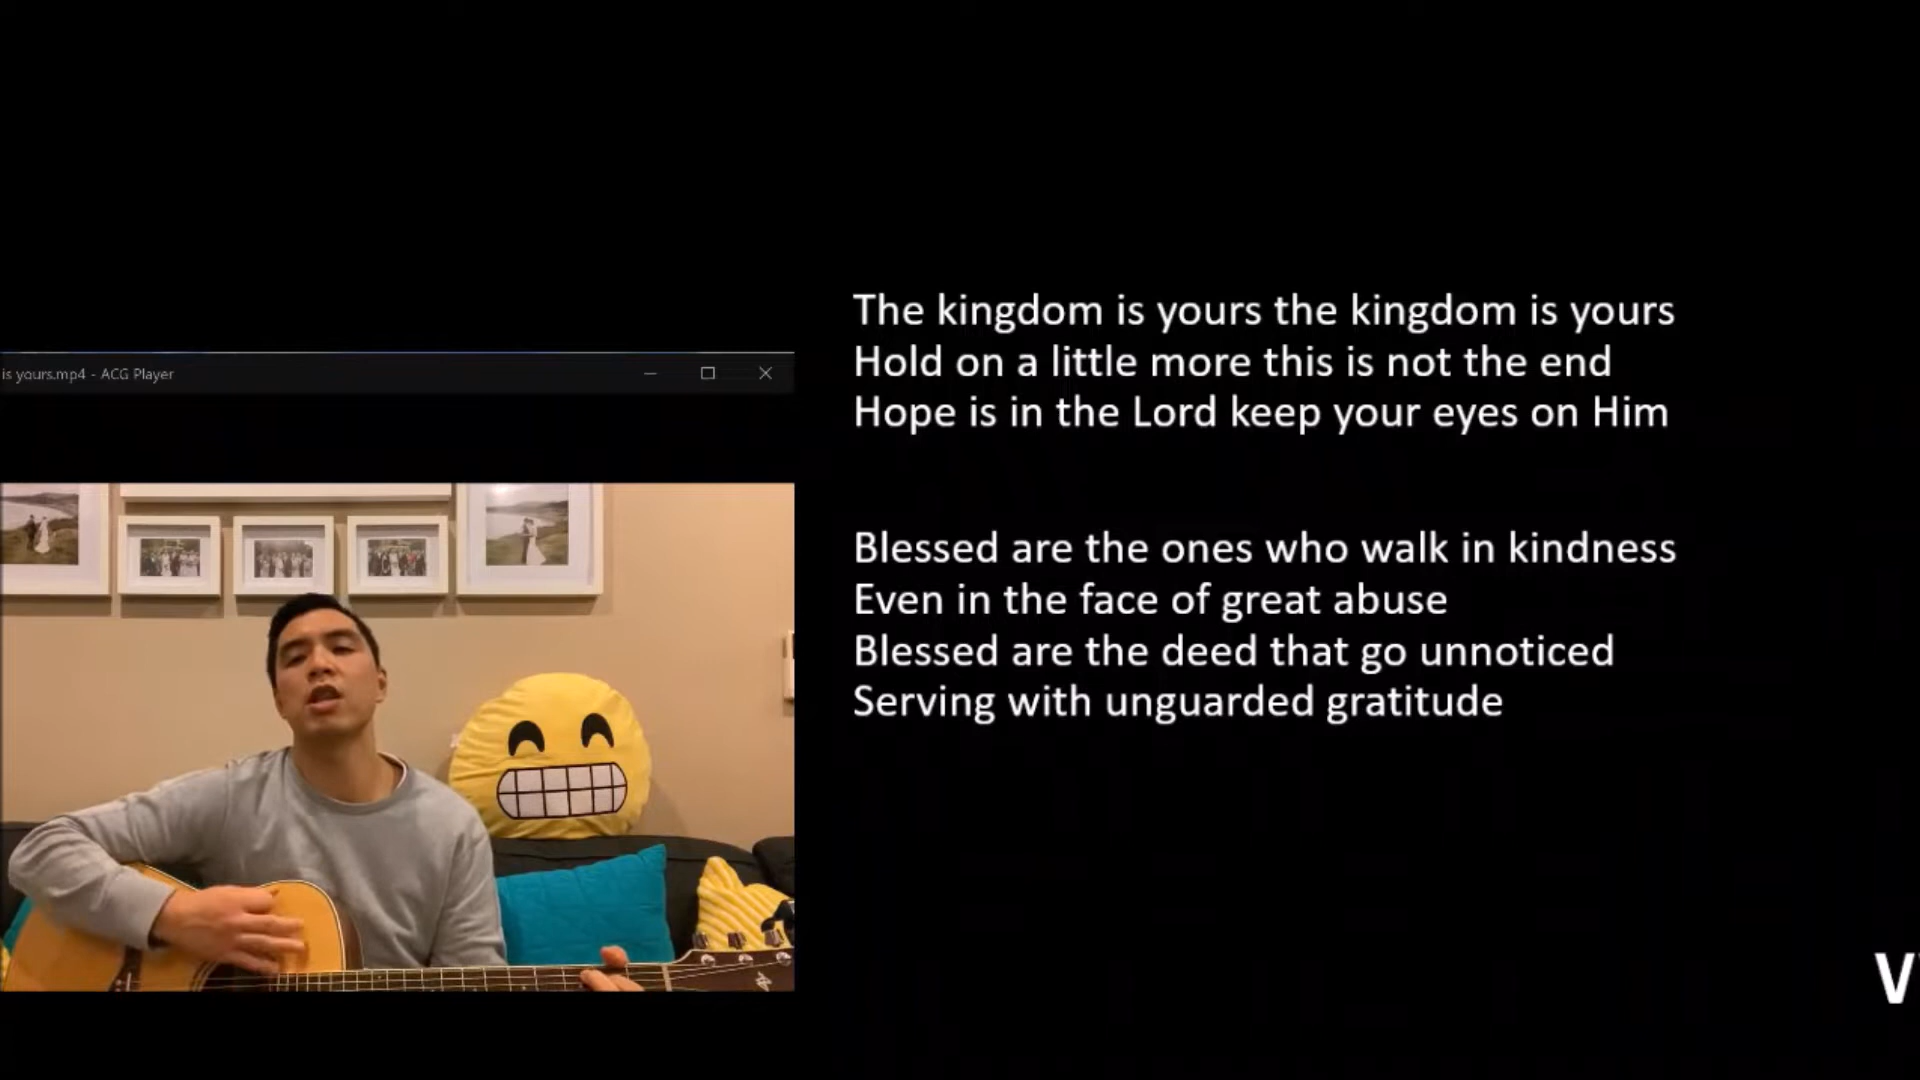 is yours.mp4 - ACG Player
The kingdom is yours the kingdom is yours
Hold on a little more this is not the end
Hope is in the Lord keep your eyes on Him
Blessed are the ones who walk in kindness
Even in the face of great abuse
Blessed are the deed that go unnoticed
Serving with unguarded gratitude